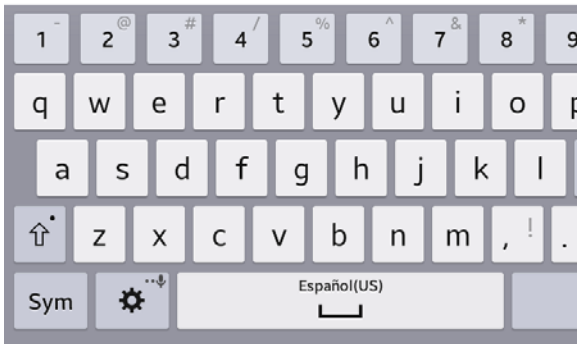 - @ # / % ^ & *
1 2 3 4 5 6 7 8 9
q w e r t y u i o p
a s d f g h j k l
z x c v b n m , ! .
Sym Español(US)